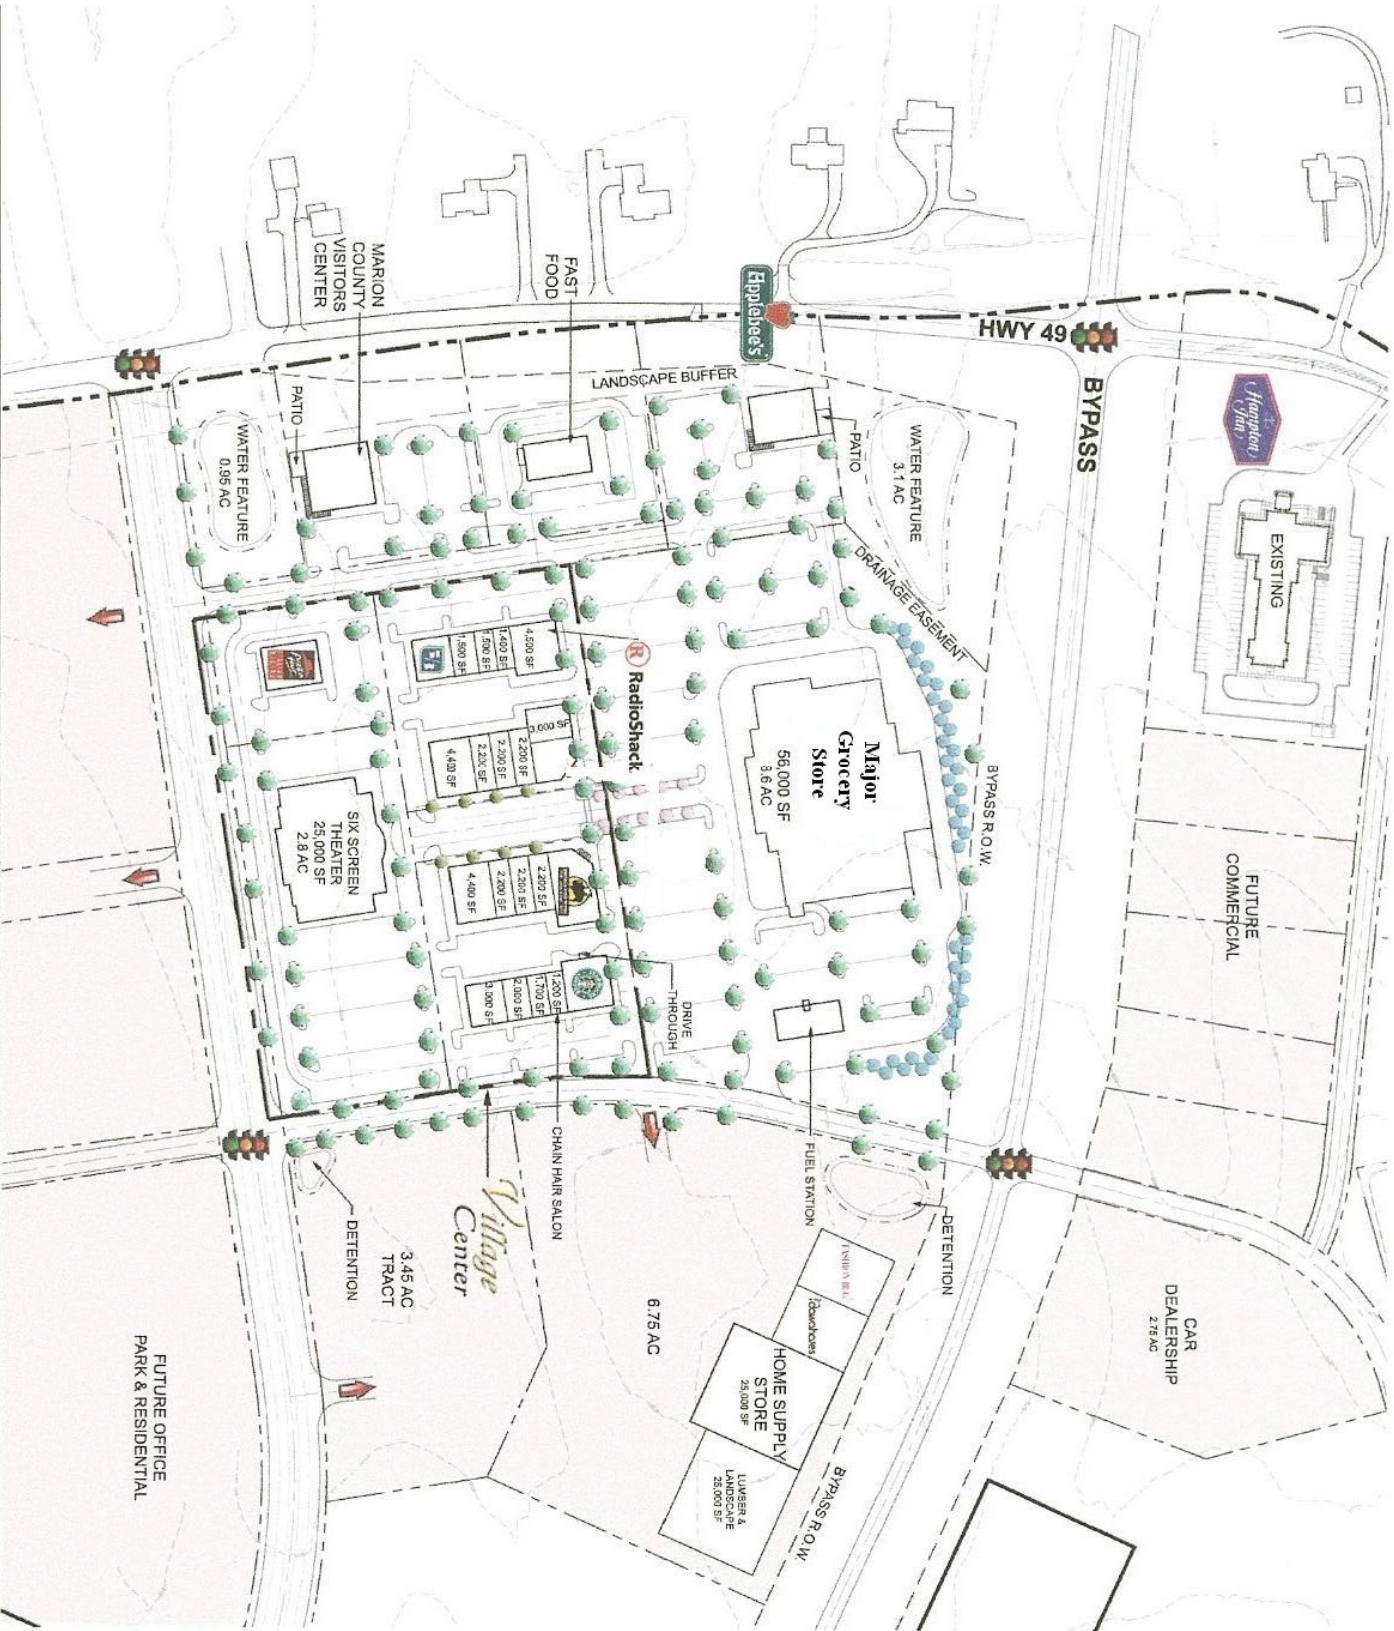 HWY 49
BYPASS
Hampton
Inn
EXISTING
FUTURE
COMMERCIAL
CAR
DEALERSHIP
2.75 AC
Applebee's
LANDSCAPE BUFFER
PATIO
WATER FEATURE
3.1 AC
DRAINAGE EASEMENT
BYPASS R.O.W.
FAST
FOOD
MARION
COUNTY
VISITORS
CENTER
PATIO
WATER FEATURE
0.95 AC
Major
Grocery
Store
56,000 SF
8.6 AC
R RadioShack
4,500 SF
1,400 SF
1,500 SF
3,000 SF
2,200 SF
2,200 SF
2,200 SF
4,400 SF
2,200 SF
2,200 SF
2,200 SF
4,400 SF
1,200 SF
1,700 SF
2,000 SF
3,000 SF
SIX SCREEN
THEATER
25,000 SF
2.8 AC
DRIVE
THROUGH
CHAIN HAIR SALON
FUEL STATION
DETENTION
Village
Center
DETENTION
3.45 AC
TRACT
6.75 AC
HOME SUPPLY
STORE
25,000 SF
LUMBER &
LANDSCAPE
25,000 SF
BYPASS R.O.W.
FUTURE OFFICE
PARK & RESIDENTIAL